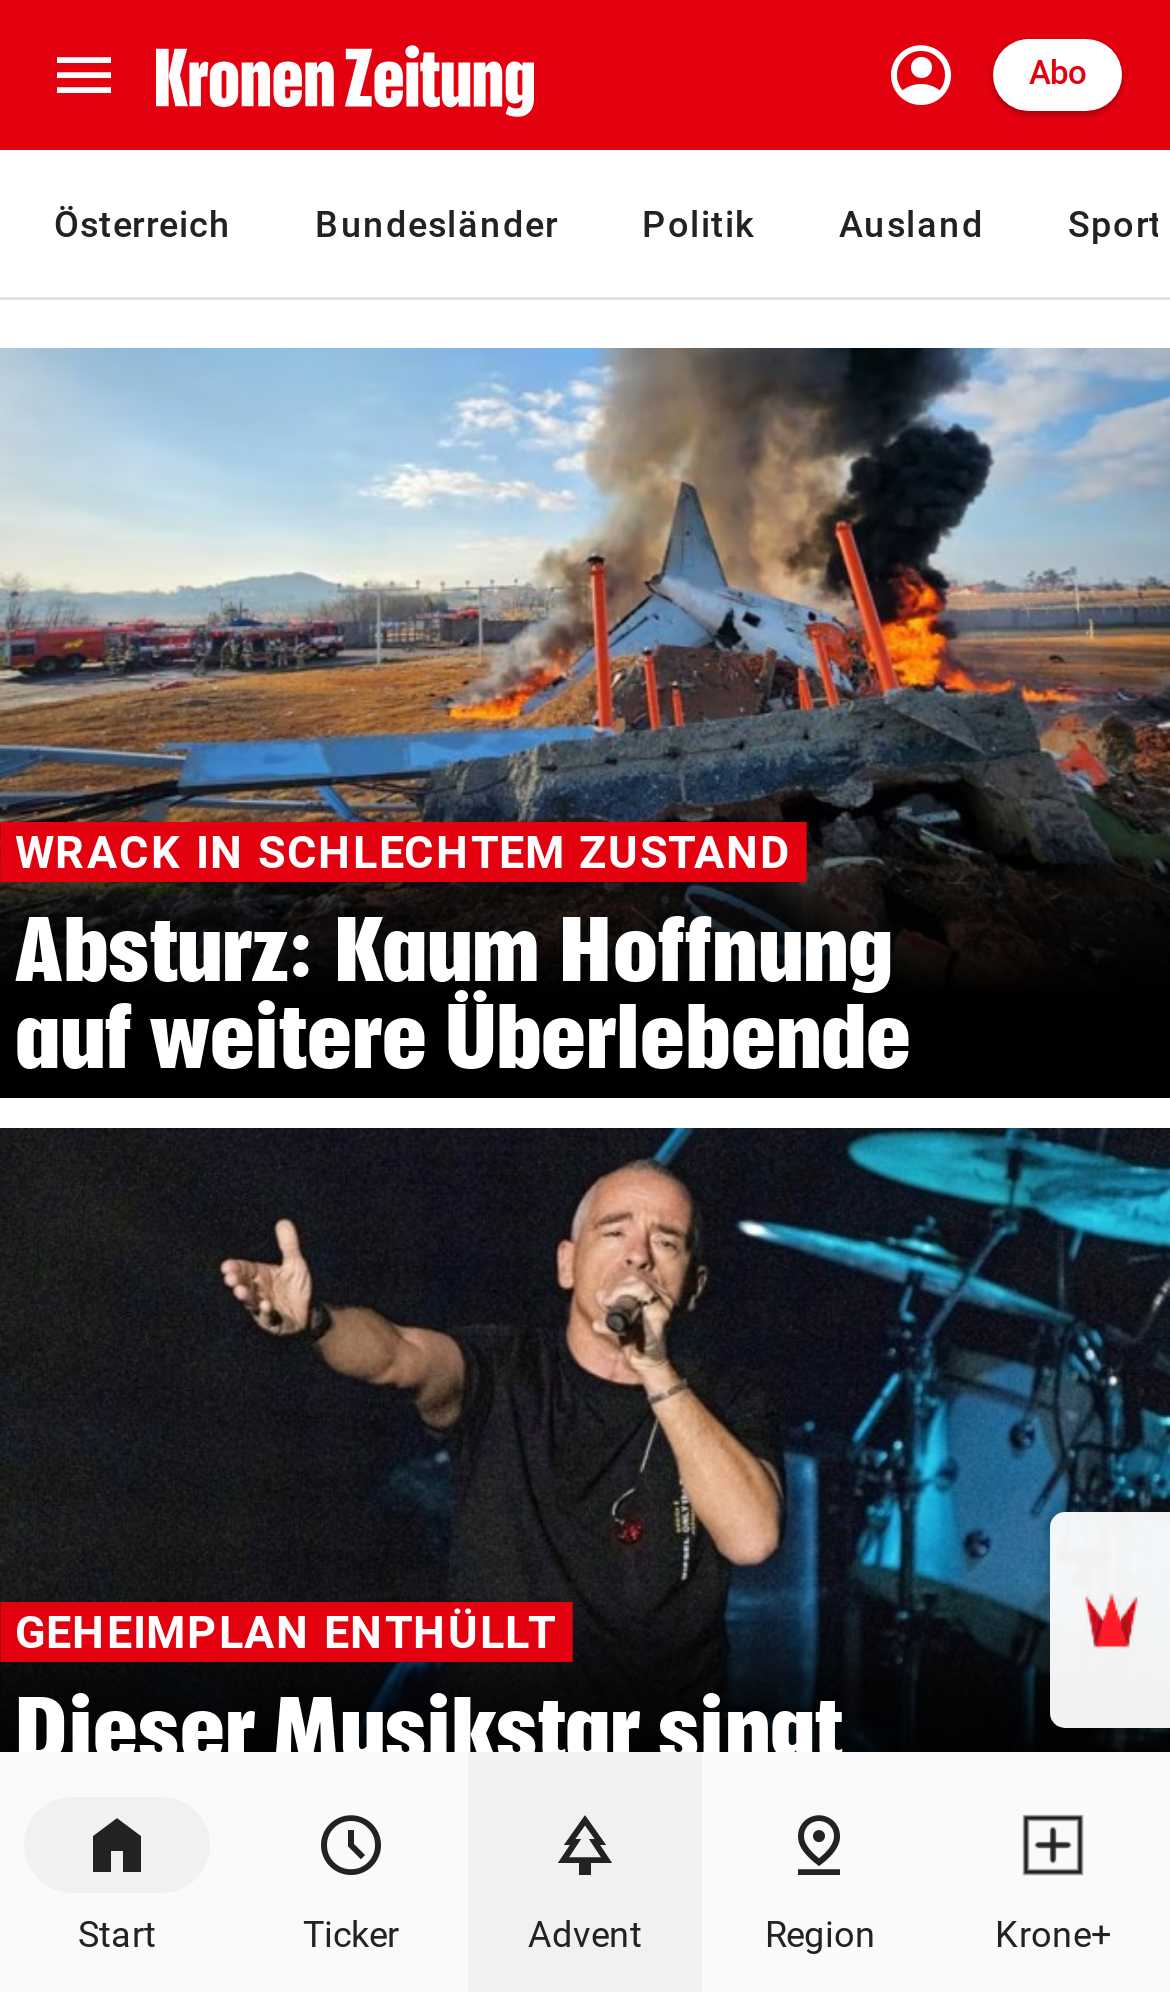 Kronen Zeitung
Abo
Österreich Bundesländer Politik Ausland Sport
WRACK IN SCHLECHTEM ZUSTAND
Absturz: Kaum Hoffnung
auf weitere Überlebende
GEHEIMPLAN ENTHÜLLT
Dieser Musikstar singt
Start Ticker Advent Region Krone+